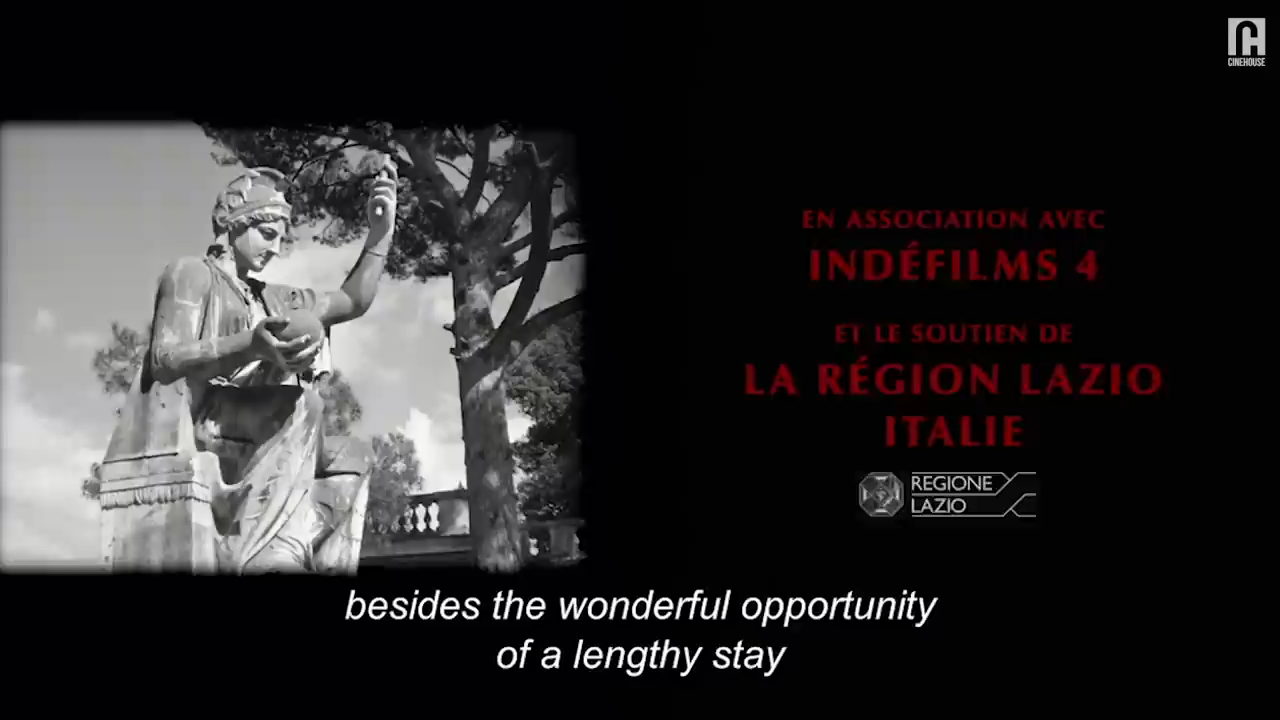 CINEHOUSE
EN ASSOCIATION AVEC
INDÉFILMS 4
ET LE SOUTIEN DE
LA RÉGION LAZIO
ITALIE
REGIONE
LAZIO
besides the wonderful opportunity
of a lengthy stay